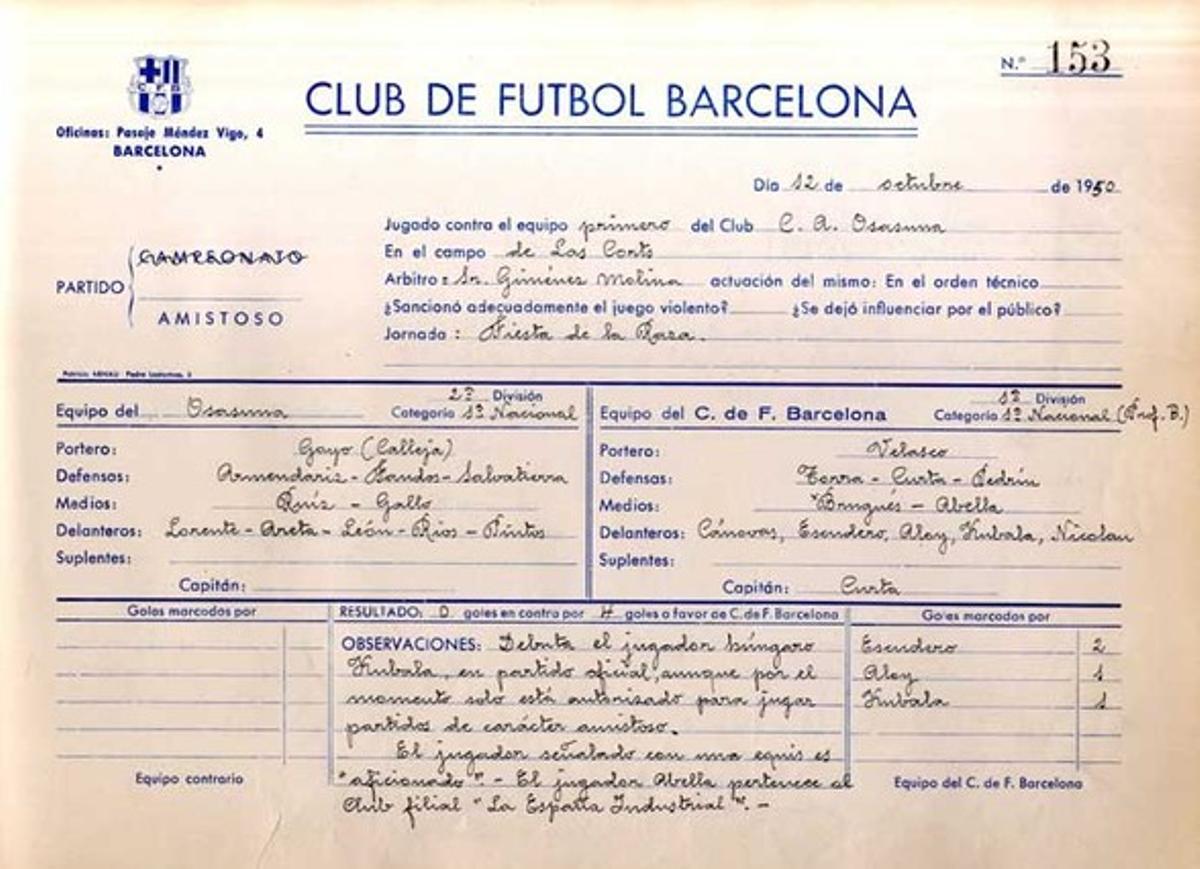 N.º 153
CLUB DE FUTBOL BARCELONA
C F B
Oficinas: Pasaje Méndez Vigo, 4
BARCELONA
Día 12 de octubre de 1950
Jugado contra el equipo primero del Club C. A. Osasuna
En el campo de Las Corts
PARTIDO
CAMPEONATO
AMISTOSO
Arbitro: Sr. Giménez Molina actuación del mismo: En el orden técnico
¿Sancionó adecuadamente el juego violento? ¿Se dejó influenciar por el público?
Jornada: Fiesta de la Raza.
Equipo del Osasuna
2ª División
Categoría 1ª Nacional
Portero: Goyo (Calleja)
Defensas: Armendariz - Fandos - Salvatierra
Medios: Ruiz - Gallo
Delanteros: Lorente - Areta - León - Rios - Pintos
Suplentes:
Capitán:
Equipo del C. de F. Barcelona
1ª División
Categoría 1ª Nacional (Prof. B.)
Portero: Velasco
Defensas: Torra - Curta - Pedrín
Medios: ˣBrugués - Abella
Delanteros: Cánovas, Escudero, Aloy, Kubala, Nicolau
Suplentes:
Capitán: Curta
Goles marcados por
Equipo contrario
RESULTADO: 0 goles en contra por 4 goles a favor de C. de F. Barcelona
OBSERVACIONES: Debuta el jugador húngaro
Kubala, en partido oficial, aunque por el
momento solo está autorizado para jugar
partidos de carácter amistoso.
El jugador señalado con una equis es
"aficionado". - El jugador Abella pertenece al
Club filial "La España Industrial". -
Goles marcados por
Escudero 2
Aloy 1
Kubala 1
Equipo del C. de F. Barcelona